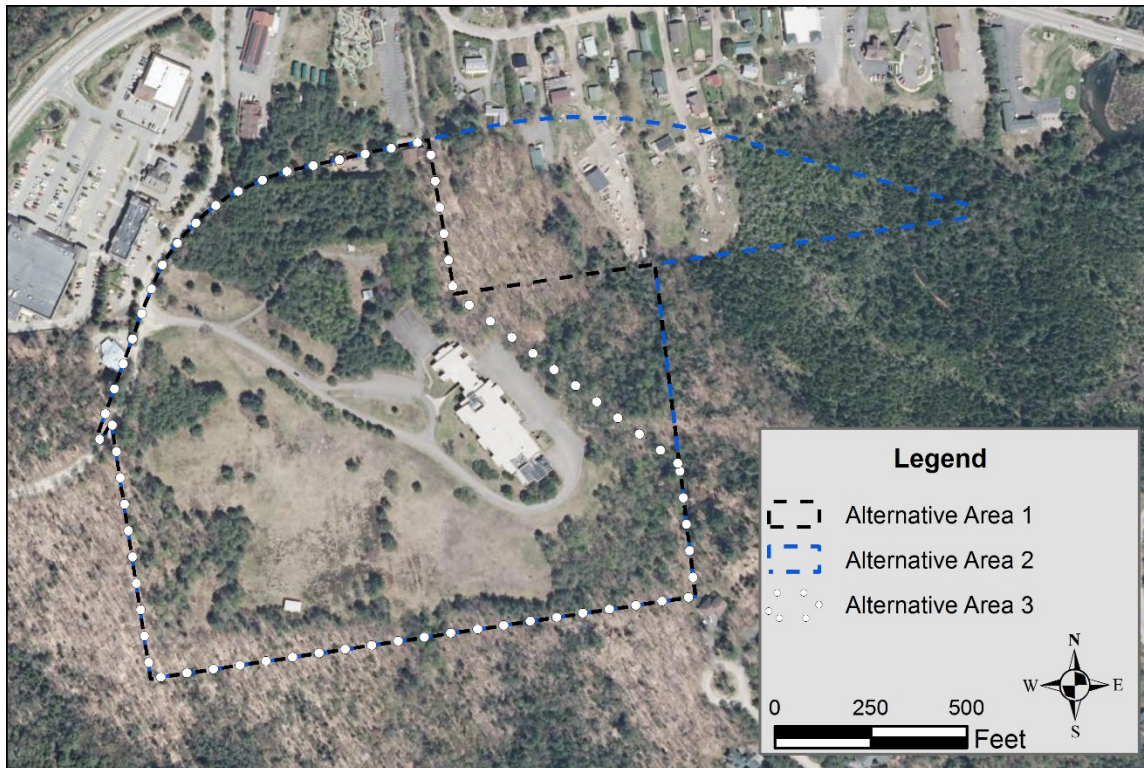 Legend
Alternative Area 1
Alternative Area 2
Alternative Area 3
N
W E
S
0 250 500
Feet